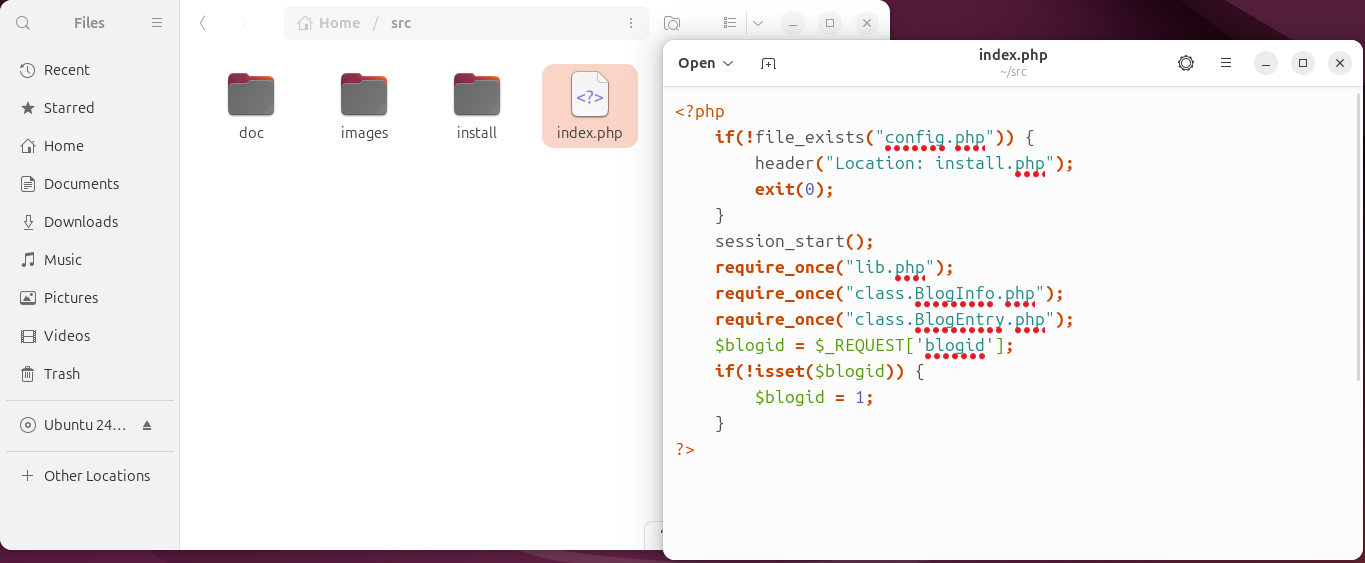 Files
Home / src
Recent
Starred
Home
Documents
Downloads
Music
Pictures
Videos
Trash
Ubuntu 24…
Other Locations
doc
images
install
<?>
index.php
Open
index.php
~/src
<?php
    if(!file_exists("config.php")) {
        header("Location: install.php");
        exit(0);
    }
    session_start();
    require_once("lib.php");
    require_once("class.BlogInfo.php");
    require_once("class.BlogEntry.php");
    $blogid = $_REQUEST['blogid'];
    if(!isset($blogid)) {
        $blogid = 1;
    }
?>